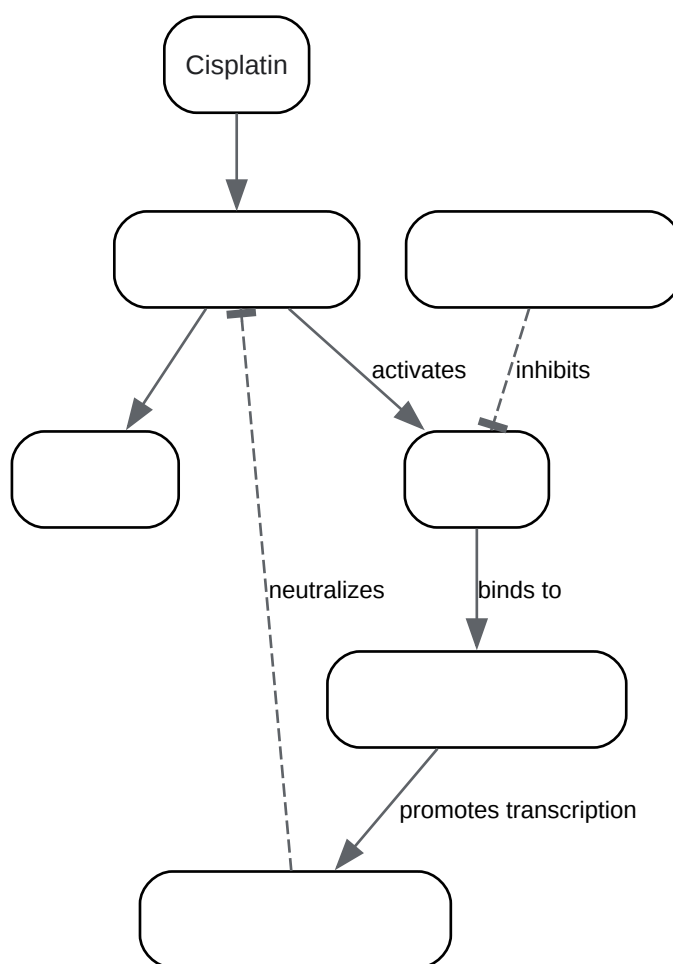 Cisplatin
activates
inhibits
neutralizes
binds to
promotes transcription